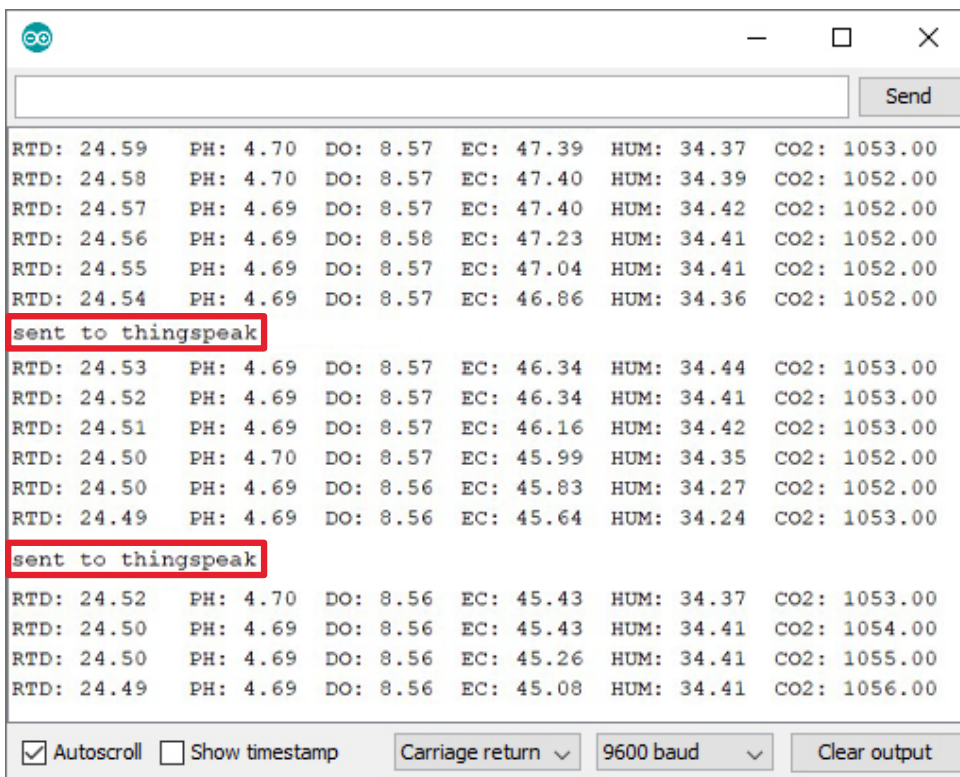 Send
RTD: 24.59 PH: 4.70 DO: 8.57 EC: 47.39 HUM: 34.37 CO2: 1053.00
RTD: 24.58 PH: 4.70 DO: 8.57 EC: 47.40 HUM: 34.39 CO2: 1052.00
RTD: 24.57 PH: 4.69 DO: 8.57 EC: 47.40 HUM: 34.42 CO2: 1052.00
RTD: 24.56 PH: 4.69 DO: 8.58 EC: 47.23 HUM: 34.41 CO2: 1052.00
RTD: 24.55 PH: 4.69 DO: 8.57 EC: 47.04 HUM: 34.41 CO2: 1052.00
RTD: 24.54 PH: 4.69 DO: 8.57 EC: 46.86 HUM: 34.36 CO2: 1052.00
sent to thingspeak
RTD: 24.53 PH: 4.69 DO: 8.57 EC: 46.34 HUM: 34.44 CO2: 1053.00
RTD: 24.52 PH: 4.69 DO: 8.57 EC: 46.34 HUM: 34.41 CO2: 1053.00
RTD: 24.51 PH: 4.69 DO: 8.57 EC: 46.16 HUM: 34.42 CO2: 1053.00
RTD: 24.50 PH: 4.70 DO: 8.57 EC: 45.99 HUM: 34.35 CO2: 1052.00
RTD: 24.50 PH: 4.69 DO: 8.56 EC: 45.83 HUM: 34.27 CO2: 1052.00
RTD: 24.49 PH: 4.69 DO: 8.56 EC: 45.64 HUM: 34.24 CO2: 1053.00
sent to thingspeak
RTD: 24.52 PH: 4.70 DO: 8.56 EC: 45.43 HUM: 34.37 CO2: 1053.00
RTD: 24.50 PH: 4.69 DO: 8.56 EC: 45.43 HUM: 34.41 CO2: 1054.00
RTD: 24.50 PH: 4.69 DO: 8.56 EC: 45.26 HUM: 34.41 CO2: 1055.00
RTD: 24.49 PH: 4.69 DO: 8.56 EC: 45.08 HUM: 34.41 CO2: 1056.00
Autoscroll Show timestamp Carriage return 9600 baud Clear output